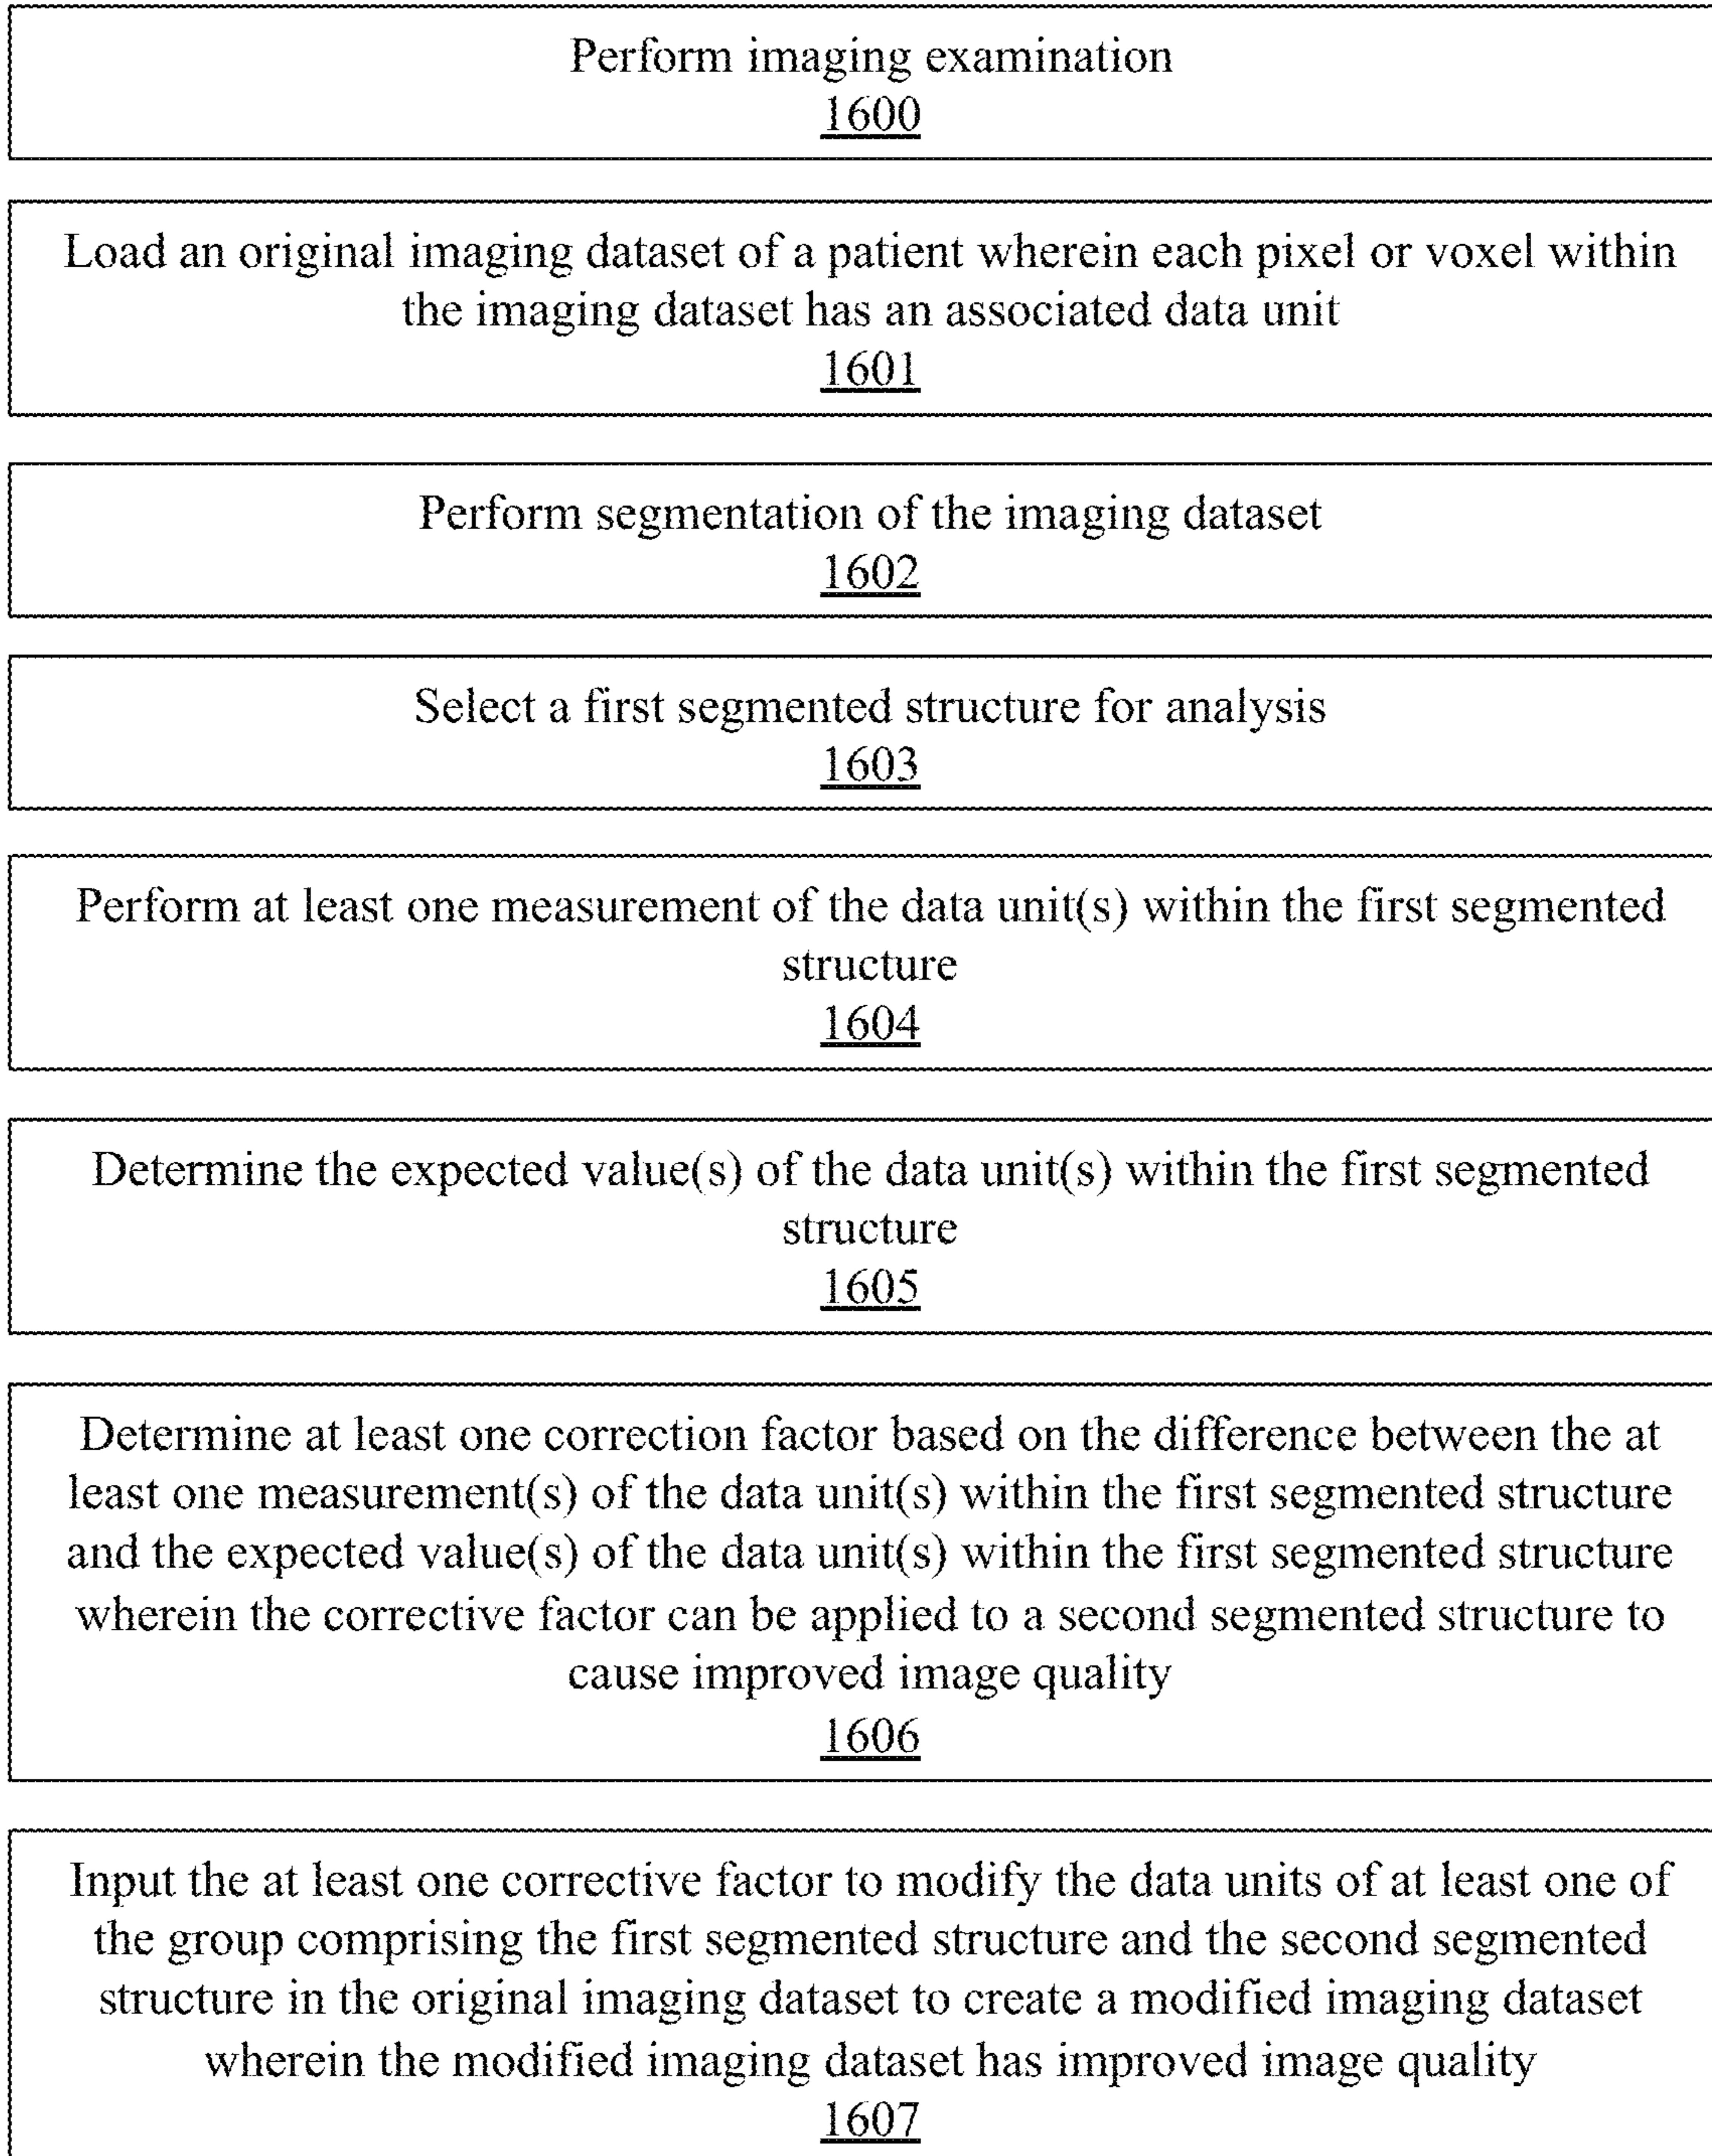 Perform imaging examination
1600
Load an original imaging dataset of a patient wherein each pixel or voxel within
the imaging dataset has an associated data unit
1601
Perform segmentation of the imaging dataset
1602
Select a first segmented structure for analysis
1603
Perform at least one measurement of the data unit(s) within the first segmented
structure
1604
Determine the expected value(s) of the data unit(s) within the first segmented
structure
1605
Determine at least one correction factor based on the difference between the at
least one measurement(s) of the data unit(s) within the first segmented structure
and the expected value(s) of the data unit(s) within the first segmented structure
wherein the corrective factor can be applied to a second segmented structure to
cause improved image quality
1606
Input the at least one corrective factor to modify the data units of at least one of
the group comprising the first segmented structure and the second segmented
structure in the original imaging dataset to create a modified imaging dataset
wherein the modified imaging dataset has improved image quality
1607